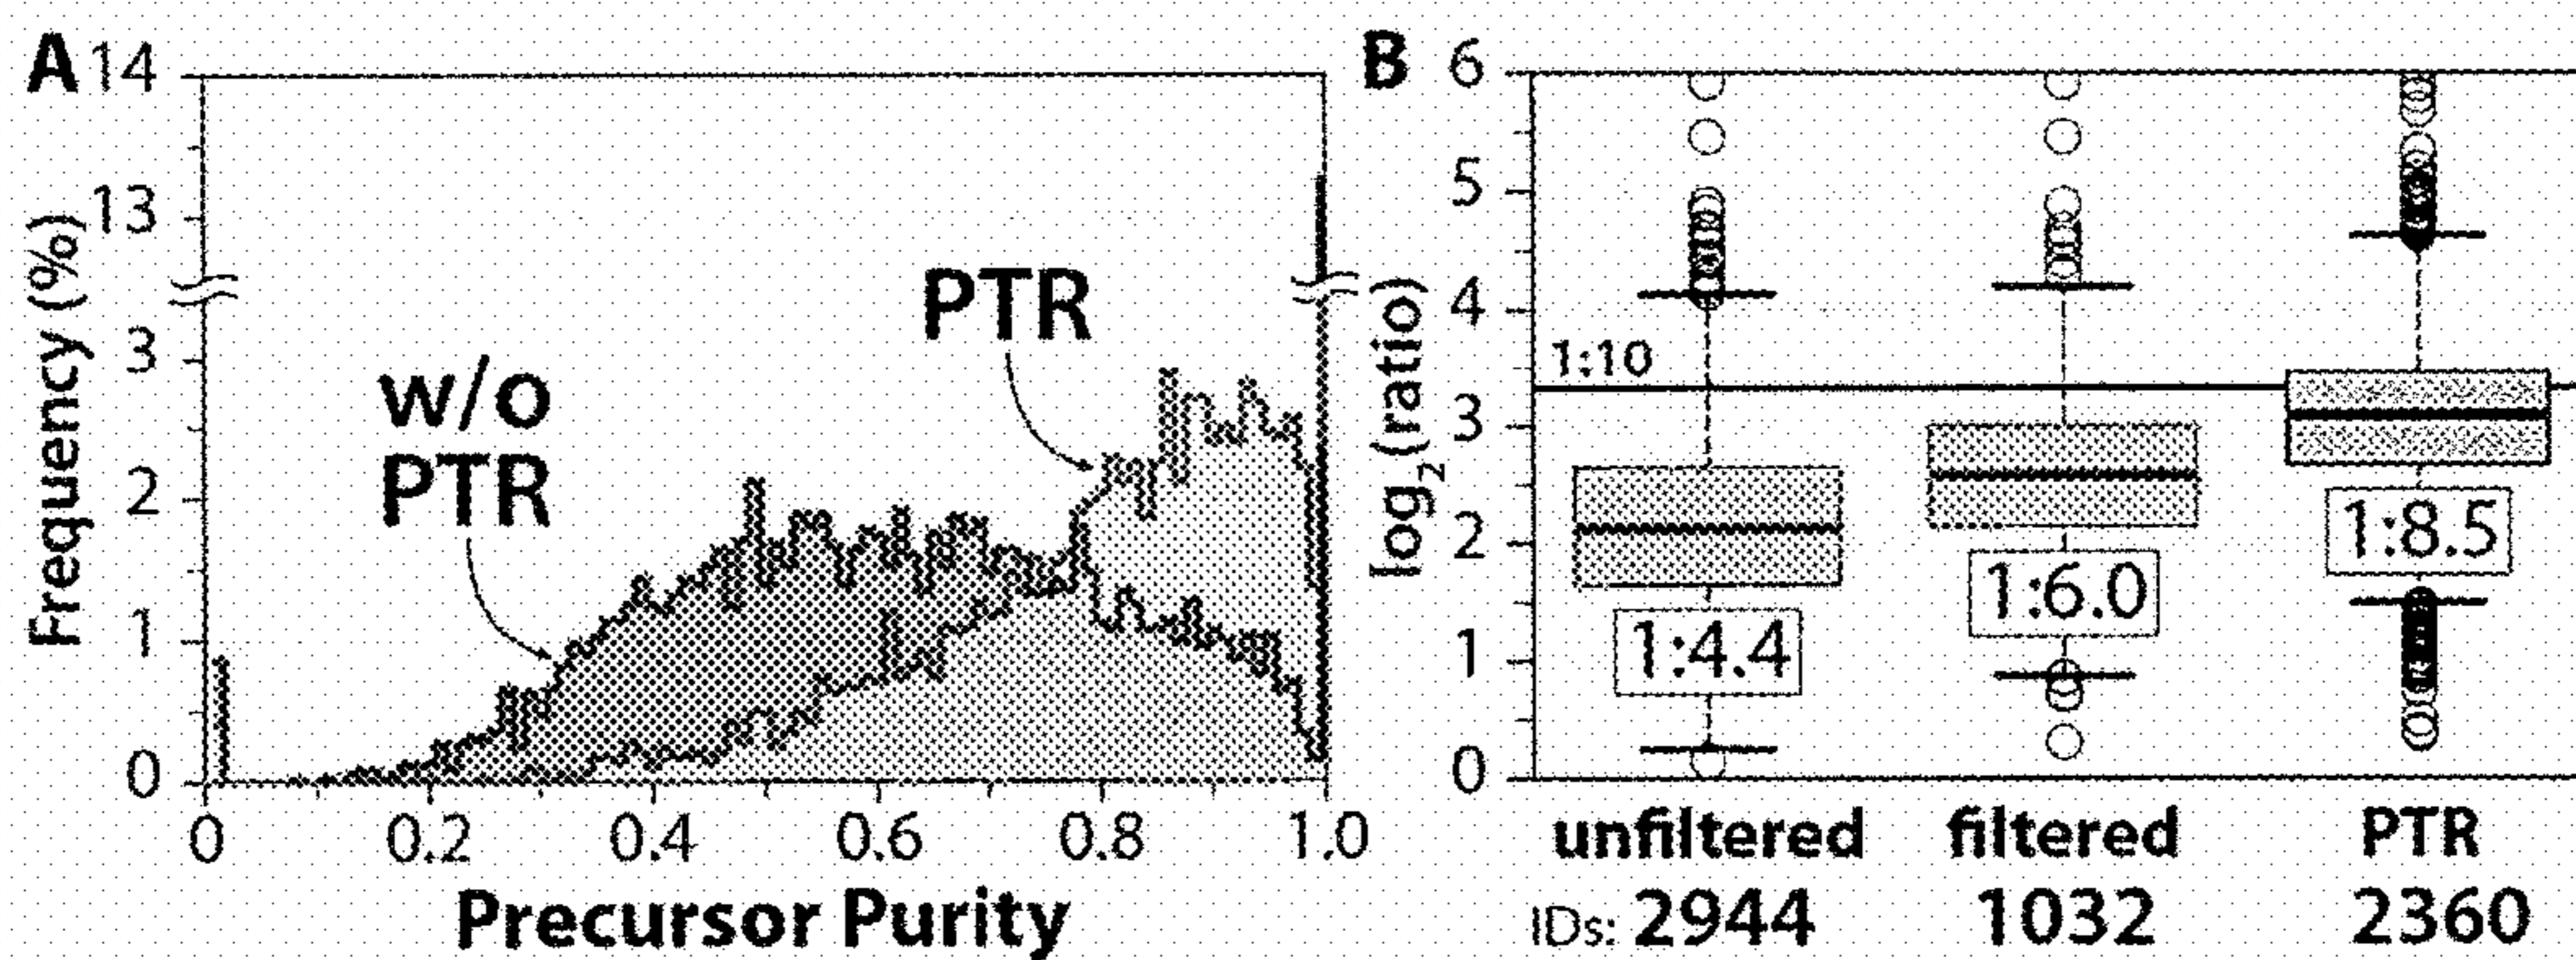 A
14
13
3
2
1
0
Frequency (%)
w/o
PTR
PTR
0 0.2 0.4 0.6 0.8 1.0
Precursor Purity
B
6
5
4
3
2
1
0
log2(ratio)
1:10
1:4.4
1:6.0
1:8.5
unfiltered filtered PTR
IDs: 2944 1032 2360